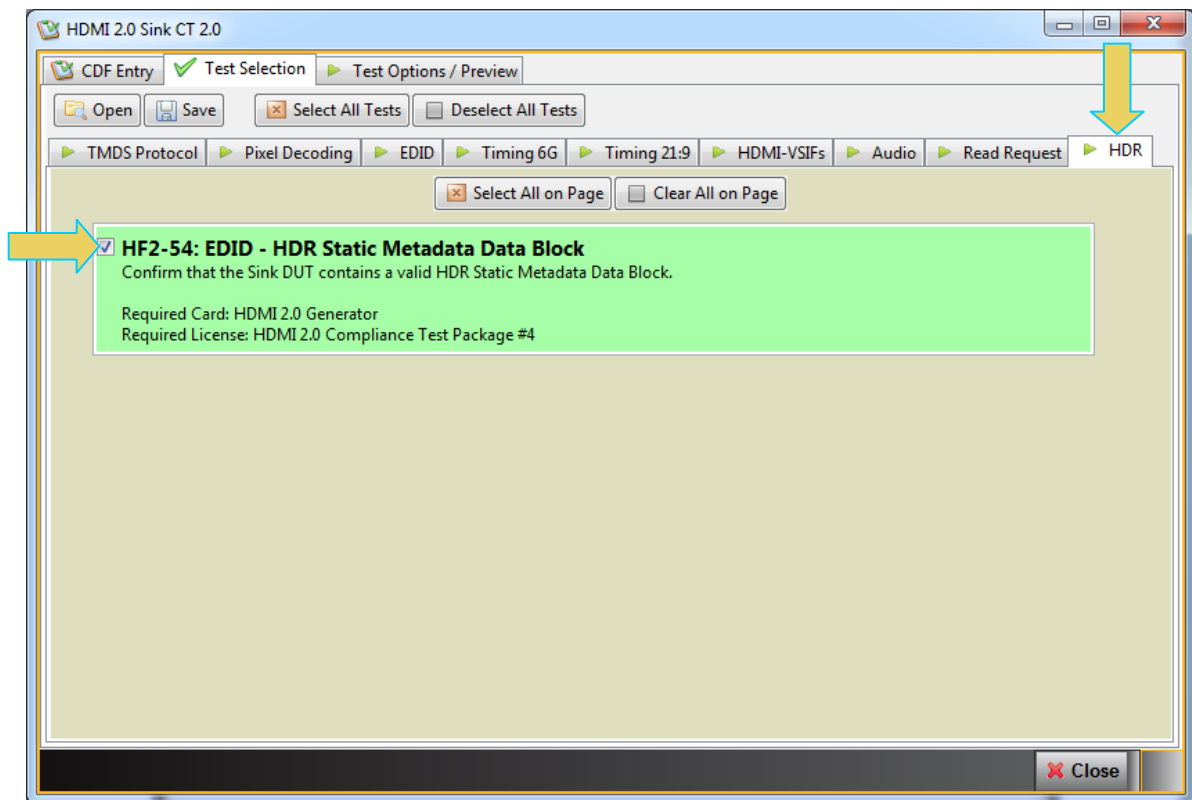 HDMI 2.0 Sink CT 2.0
CDF Entry Test Selection Test Options / Preview
Open Save Select All Tests Deselect All Tests
TMDS Protocol Pixel Decoding EDID Timing 6G Timing 21:9 HDMI-VSIFs Audio Read Request HDR
Select All on Page Clear All on Page
HF2-54: EDID - HDR Static Metadata Data Block
Confirm that the Sink DUT contains a valid HDR Static Metadata Data Block.
Required Card: HDMI 2.0 Generator
Required License: HDMI 2.0 Compliance Test Package #4
Close